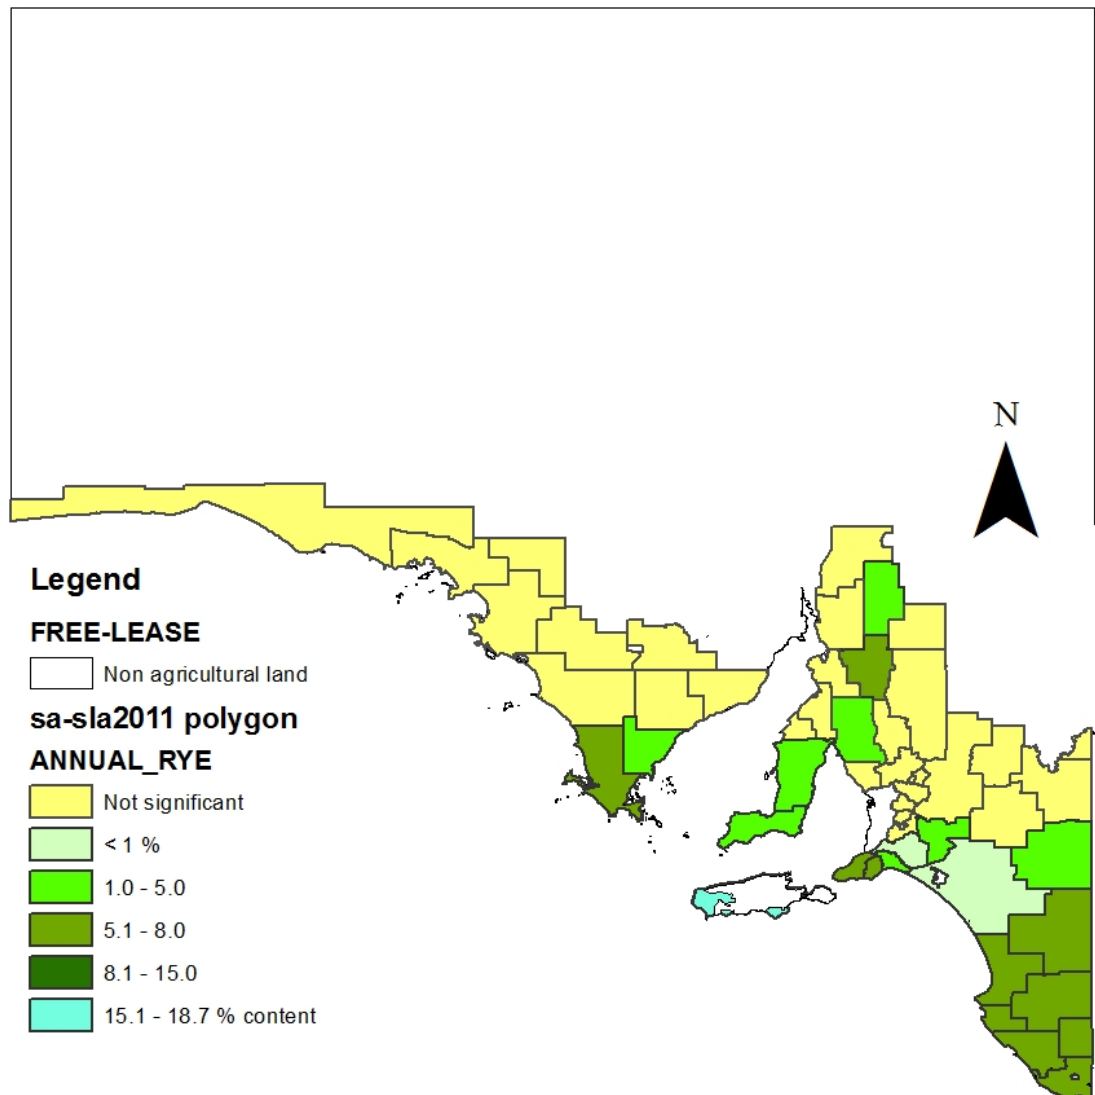 N
Legend
FREE-LEASE
Non agricultural land
sa-sla2011 polygon
ANNUAL_RYE
Not significant
< 1 %
1.0 - 5.0
5.1 - 8.0
8.1 - 15.0
15.1 - 18.7 % content